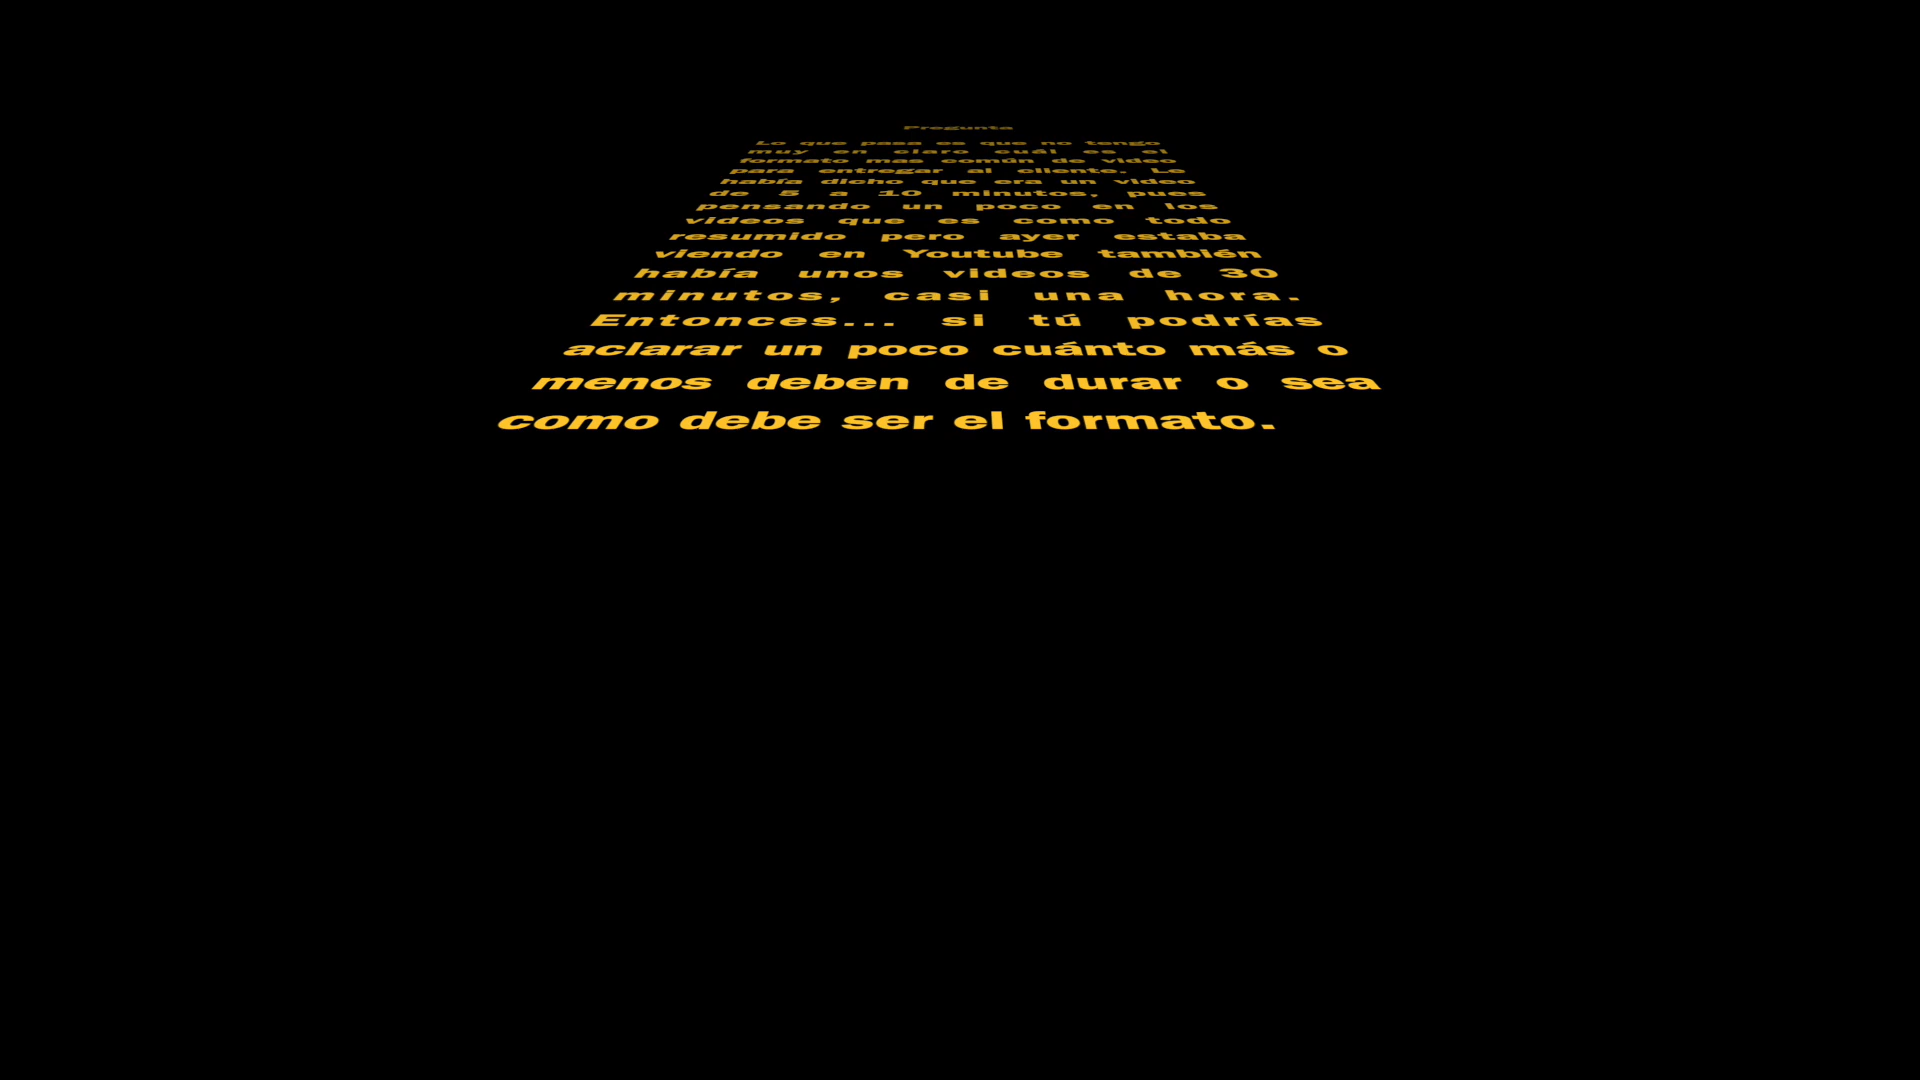 Pregunta
Lo que pasa es que no tengo
muy en claro cuál es el
formato mas común de video
para entregar al cliente. Le
había dicho que era un video
de 5 a 10 minutos, pues
pensando un poco en los
videos que es como todo
resumido pero ayer estaba
viendo en Youtube también
había unos videos de 30
minutos, casi una hora.
Entonces... si tú podrías
aclarar un poco cuánto más o
menos deben de durar o sea
como debe ser el formato.